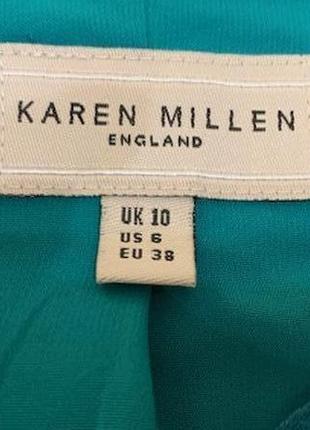 KAREN MILLEN
ENGLAND
UK 10
US 6
EU 38